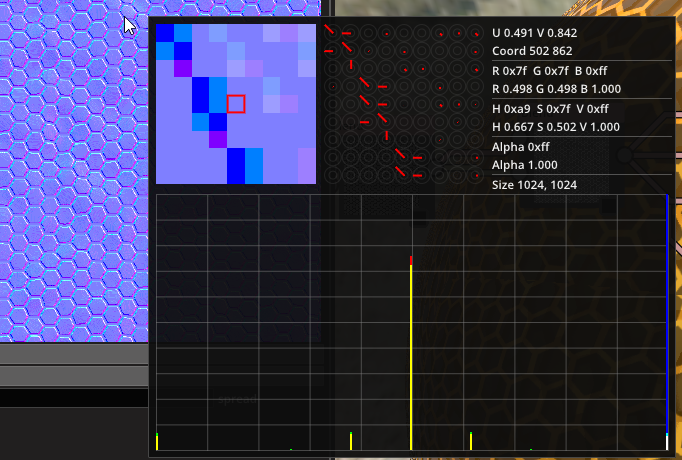 U 0.491 V 0.842
Coord 502 862
R 0x7f G 0x7f B 0xff
R 0.498 G 0.498 B 1.000
H 0xa9 S 0x7f V 0xff
H 0.667 S 0.502 V 1.000
Alpha 0xff
Alpha 1.000
Size 1024, 1024
spread